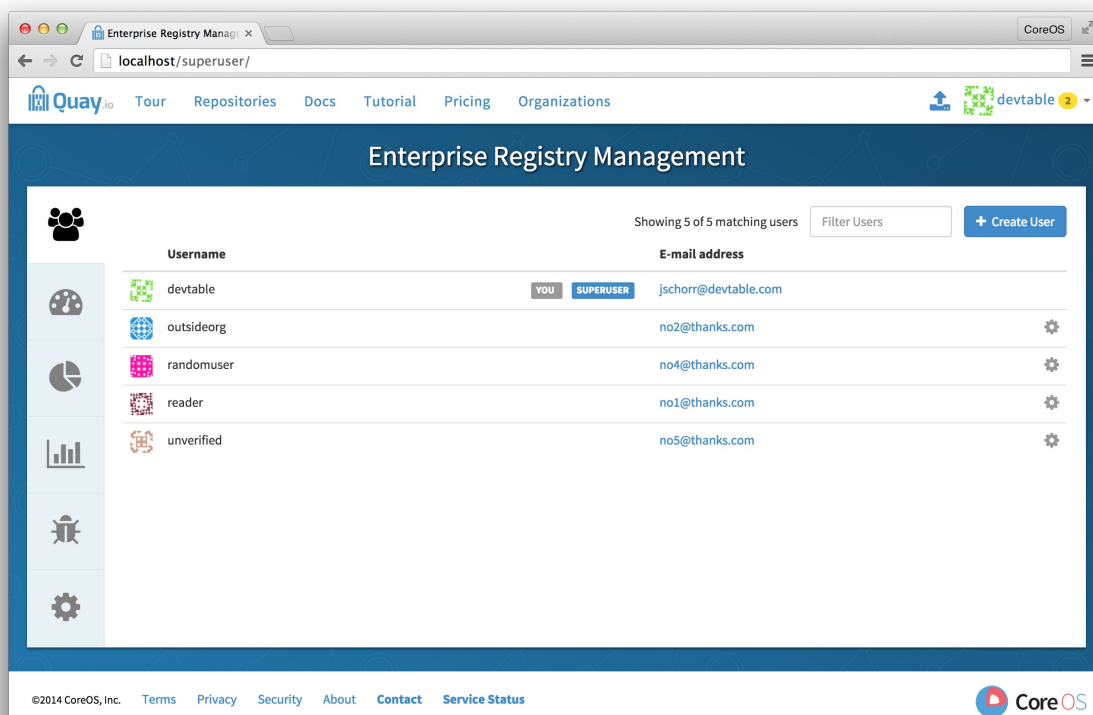 Enterprise Registry Manag
CoreOS
localhost/superuser/
Quay.io Tour Repositories Docs Tutorial Pricing Organizations devtable 2
Enterprise Registry Management
Showing 5 of 5 matching users Filter Users + Create User
Username E-mail address
devtable YOU SUPERUSER jschorr@devtable.com
outsideorg no2@thanks.com
randomuser no4@thanks.com
reader no1@thanks.com
unverified no5@thanks.com
©2014 CoreOS, Inc. Terms Privacy Security About Contact Service Status Core OS